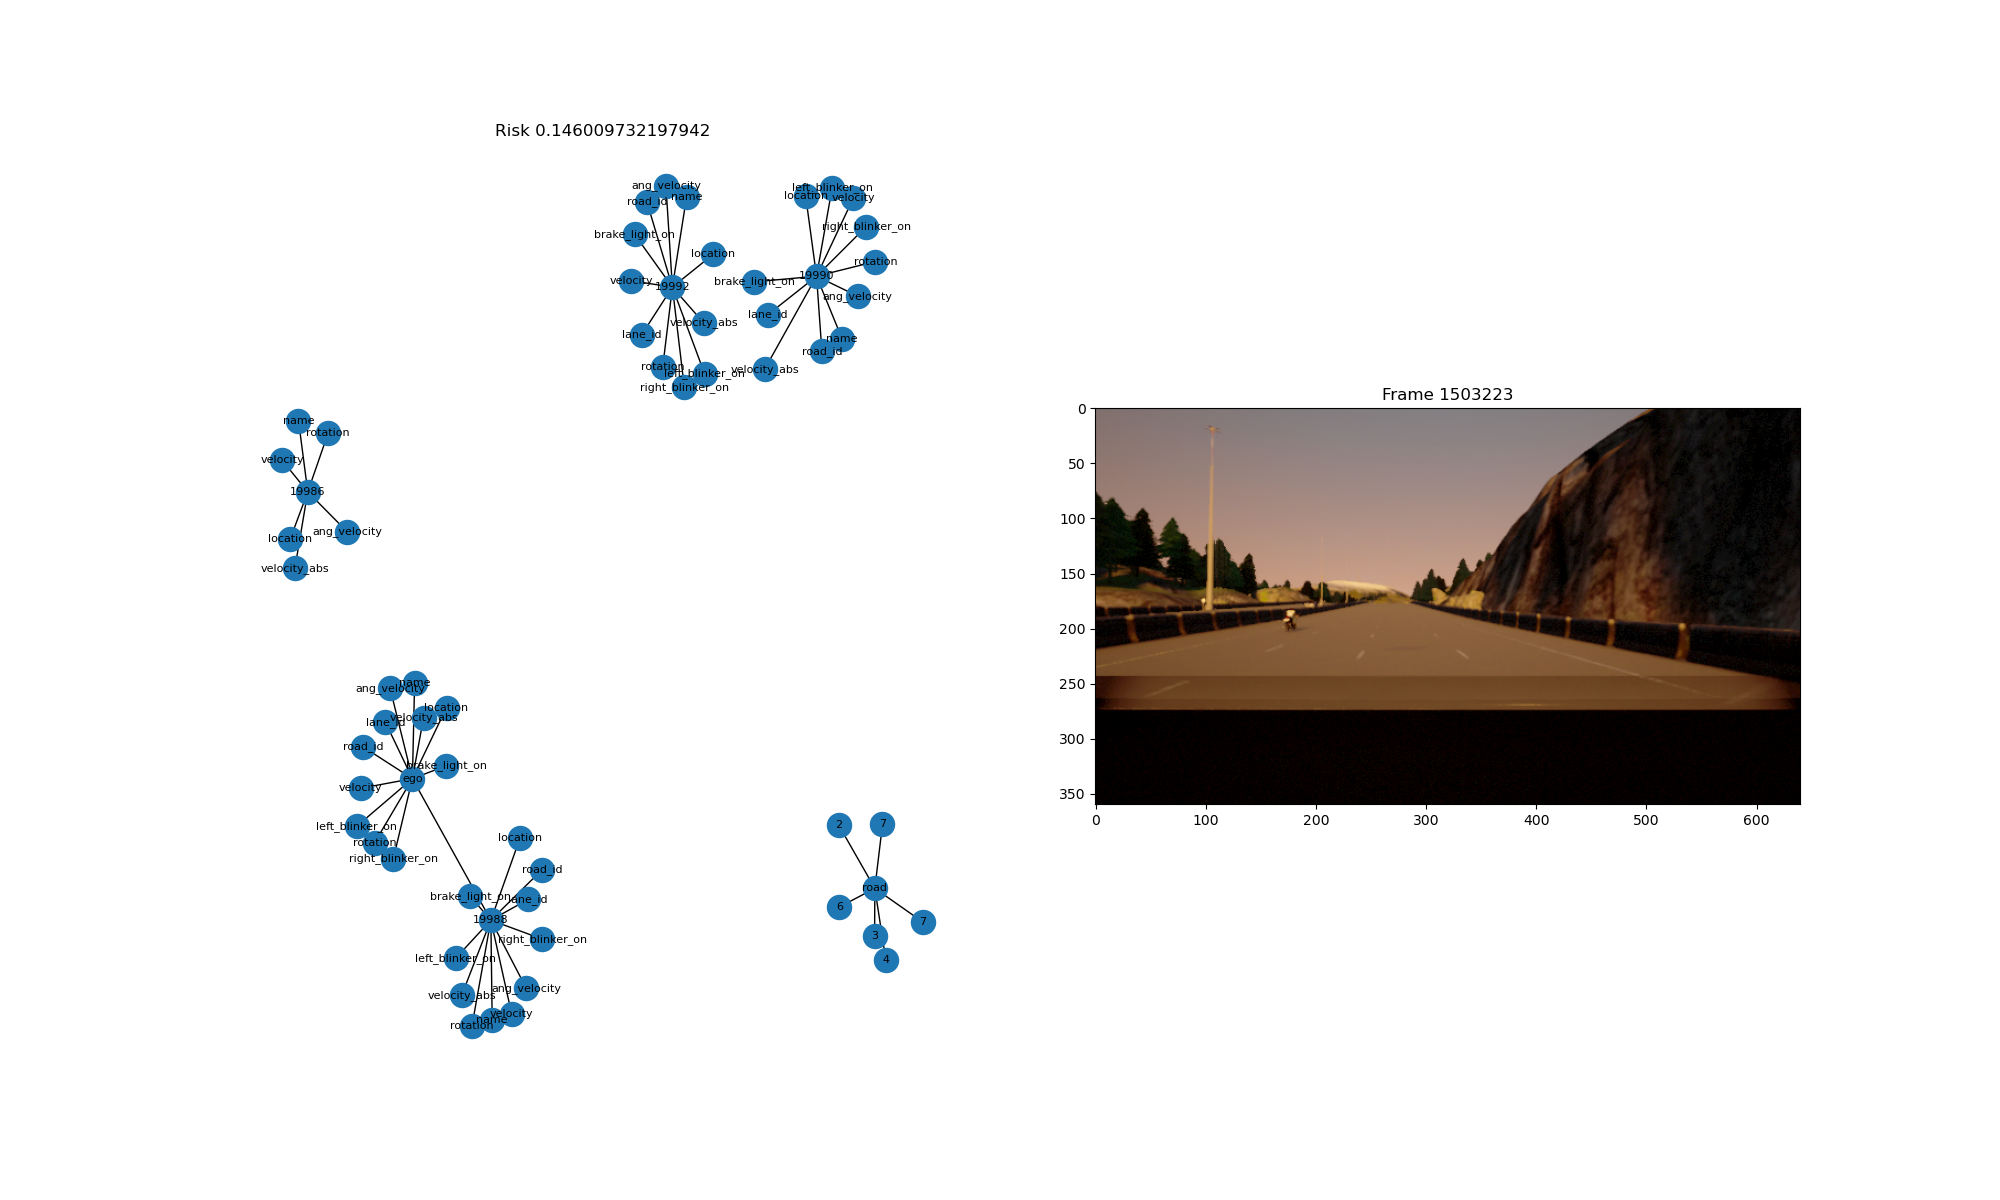 Risk 0.146009732197942
ang_velocity
name
road_id
brake_light_on
location
velocity
19992
velocity_abs
lane_id
rotation
left_blinker_on
right_blinker_on
left_blinker_on
location
velocity
right_blinker_on
rotation
19990
brake_light_on
ang_velocity
lane_id
name
road_id
velocity_abs
name
rotation
velocity
19986
ang_velocity
location
velocity_abs
name
ang_velocity
location
velocity_abs
lane_id
road_id
brake_light_on
ego
velocity
left_blinker_on
rotation
right_blinker_on
location
road_id
brake_light_on
lane_id
19988
right_blinker_on
left_blinker_on
ang_velocity
velocity_abs
velocity
name
rotation
2
7
road
6
7
3
4
Frame 1503223
0
50
100
150
200
250
300
350
0 100 200 300 400 500 600